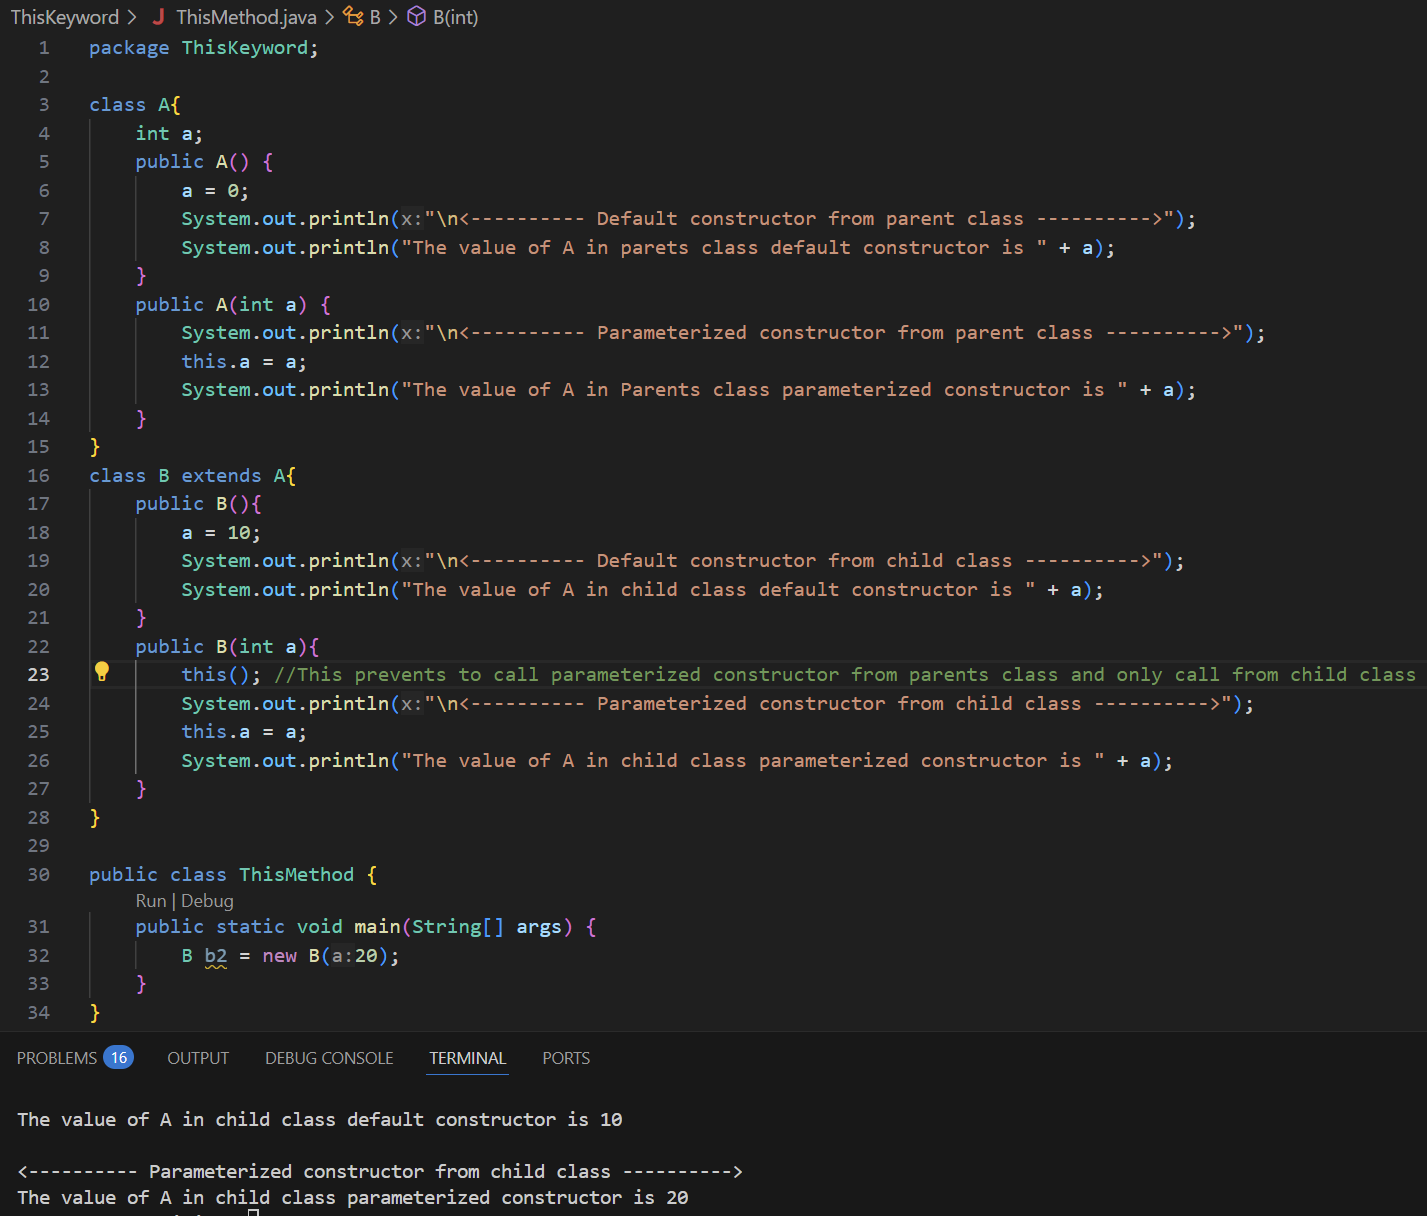 ThisKeyword > J ThisMethod.java > B > B(int)
1 package ThisKeyword;
2
3 class A{
4 int a;
5 public A() {
6 a = 0;
7 System.out.println(x:"\n<---------- Default constructor from parent class ---------->");
8 System.out.println("The value of A in parets class default constructor is " + a);
9 }
10 public A(int a) {
11 System.out.println(x:"\n<---------- Parameterized constructor from parent class ---------->");
12 this.a = a;
13 System.out.println("The value of A in Parents class parameterized constructor is " + a);
14 }
15 }
16 class B extends A{
17 public B(){
18 a = 10;
19 System.out.println(x:"\n<---------- Default constructor from child class ---------->");
20 System.out.println("The value of A in child class default constructor is " + a);
21 }
22 public B(int a){
23 this(); //This prevents to call parameterized constructor from parents class and only call from child class
24 System.out.println(x:"\n<---------- Parameterized constructor from child class ---------->");
25 this.a = a;
26 System.out.println("The value of A in child class parameterized constructor is " + a);
27 }
28 }
29
30 public class ThisMethod {
Run | Debug
31 public static void main(String[] args) {
32 B b2 = new B(a:20);
33 }
34 }
PROBLEMS 16 OUTPUT DEBUG CONSOLE TERMINAL PORTS
The value of A in child class default constructor is 10
<---------- Parameterized constructor from child class ---------->
The value of A in child class parameterized constructor is 20